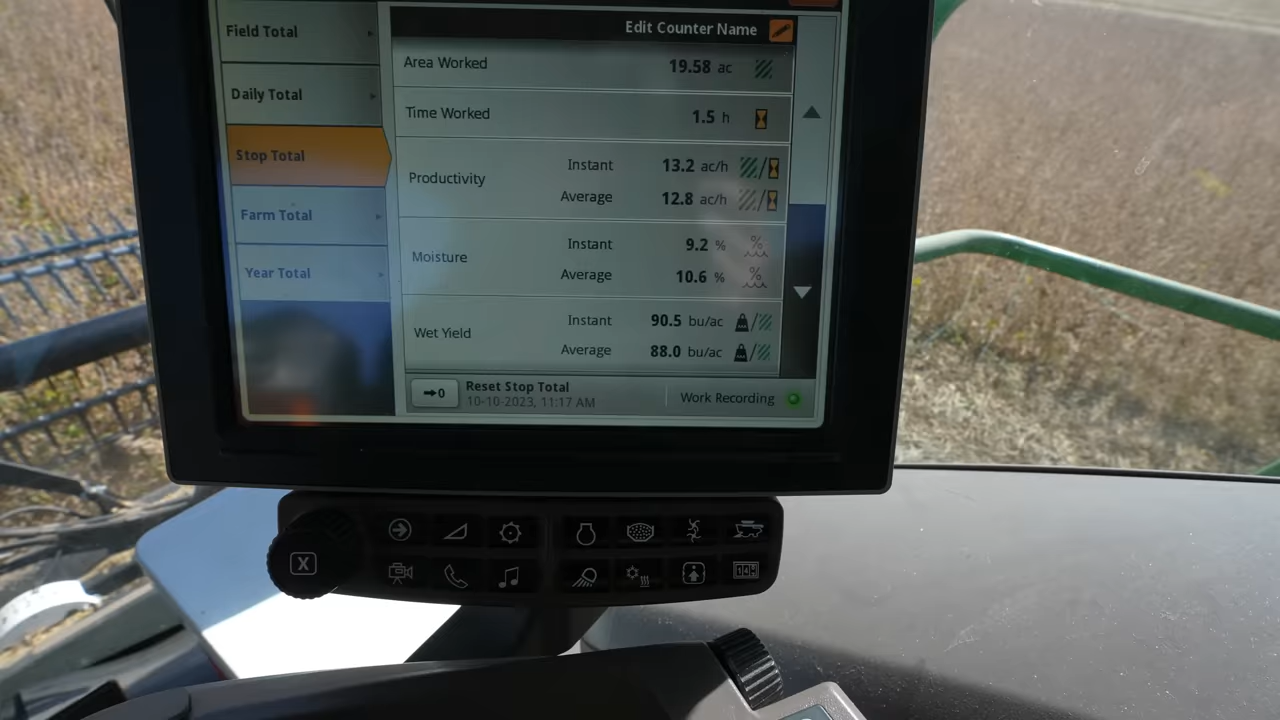 Edit Counter Name
Field Total
Daily Total
Stop Total
Farm Total
Year Total
Area Worked 19.58 ac
Time Worked 1.5 h
Productivity
Instant 13.2 ac/h
Average 12.8 ac/h
Moisture
Instant 9.2 %
Average 10.6 %
Wet Yield
Instant 90.5 bu/ac
Average 88.0 bu/ac
→0 Reset Stop Total
10-10-2023, 11:17 AM
Work Recording
X